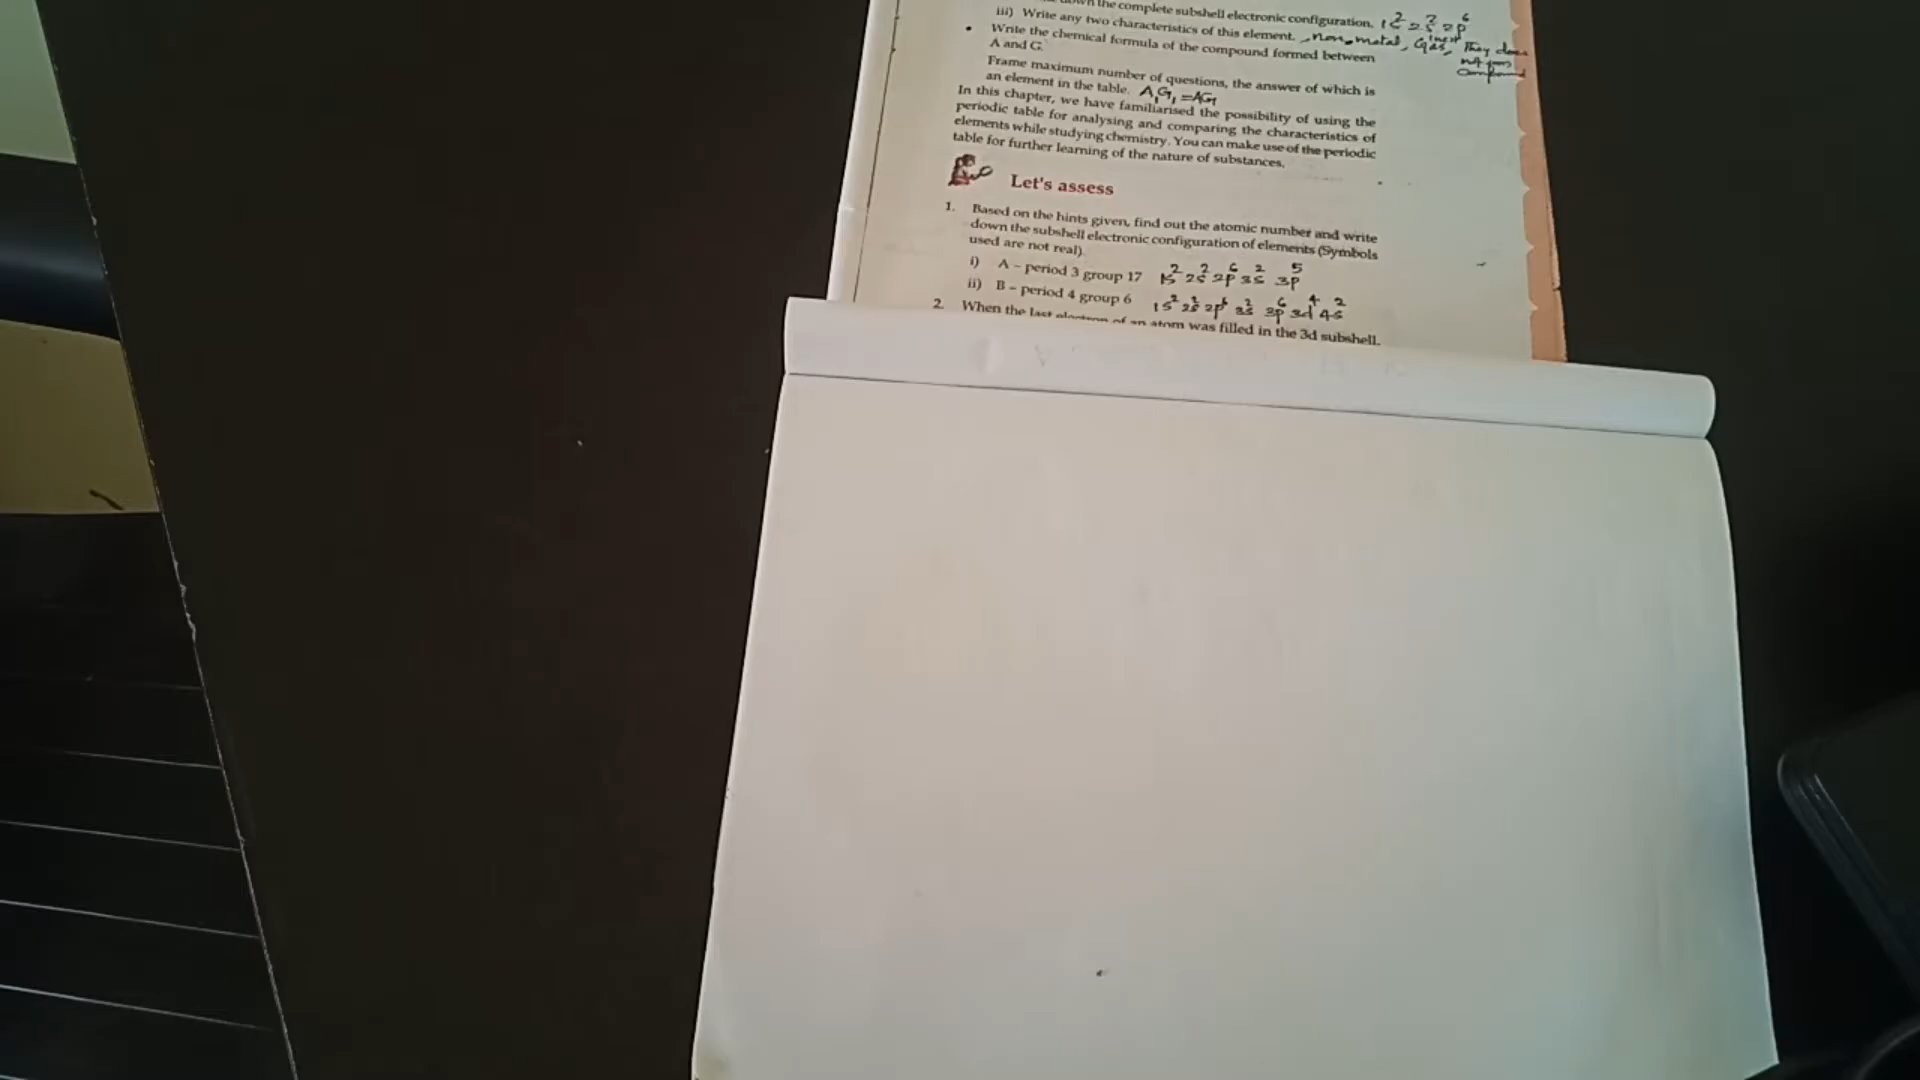 down the complete subshell electronic configuration. 1s² 2s² 2p⁶
iii) Write any two characteristics of this element. non metal, Gas, inert They does
not form
compound
• Write the chemical formula of the compound formed between
A and G.
Frame maximum number of questions, the answer of which is
an element in the table. A₁G₁ = AG
In this chapter, we have familiarised the possibility of using the
periodic table for analysing and comparing the characteristics of
elements while studying chemistry. You can make use of the periodic
table for further learning of the nature of substances.
Let's assess
1. Based on the hints given, find out the atomic number and write
down the subshell electronic configuration of elements (Symbols
used are not real).
i) A – period 3 group 17 1s² 2s² 2p⁶ 3s² 3p⁵
ii) B – period 4 group 6 1s² 2s² 2p⁶ 3s² 3p⁶ 3d⁴ 4s²
2. When the last electron of an atom was filled in the 3d subshell.